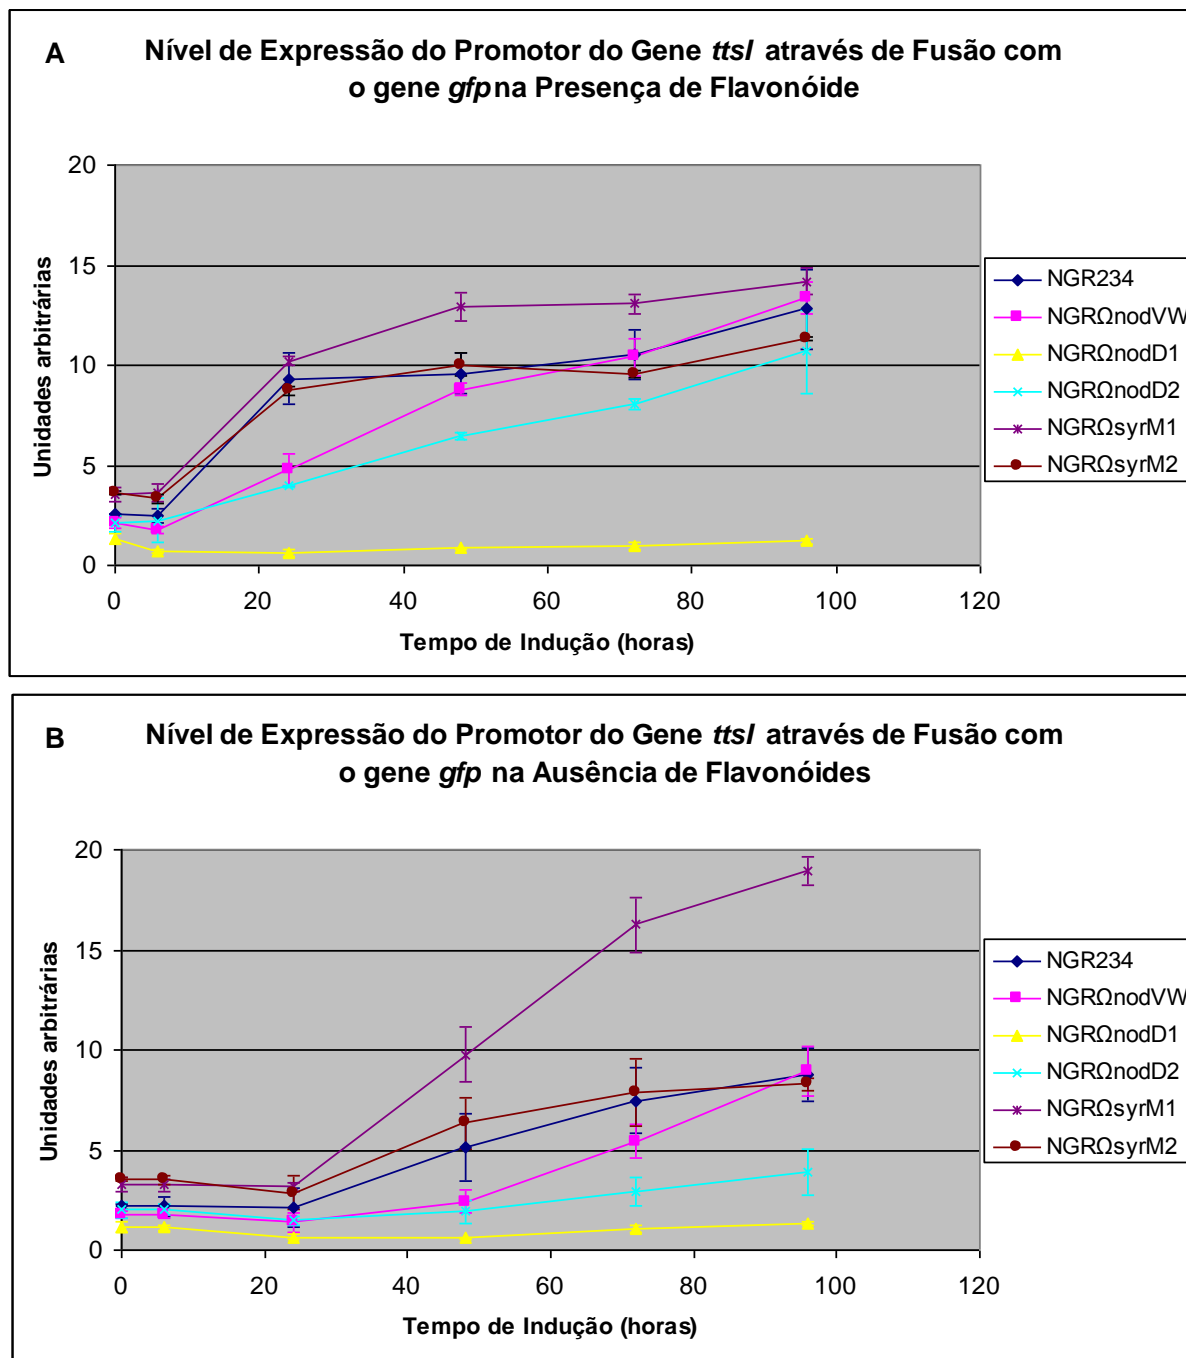 A
Nível de Expressão do Promotor do Gene ttsI através de Fusão com
o gene gfpna Presença de Flavonóide
20
15
10
5
0
Unidades arbitrárias
0 20 40 60 80 100 120
Tempo de Indução (horas)
NGR234
NGRΩnodVW
NGRΩnodD1
NGRΩnodD2
NGRΩsyrM1
NGRΩsyrM2
B
Nível de Expressão do Promotor do Gene ttsI através de Fusão com
o gene gfp na Ausência de Flavonóides
20
15
10
5
0
Unidades arbitrárias
0 20 40 60 80 100 120
Tempo de Indução (horas)
NGR234
NGRΩnodVW
NGRΩnodD1
NGRΩnodD2
NGRΩsyrM1
NGRΩsyrM2